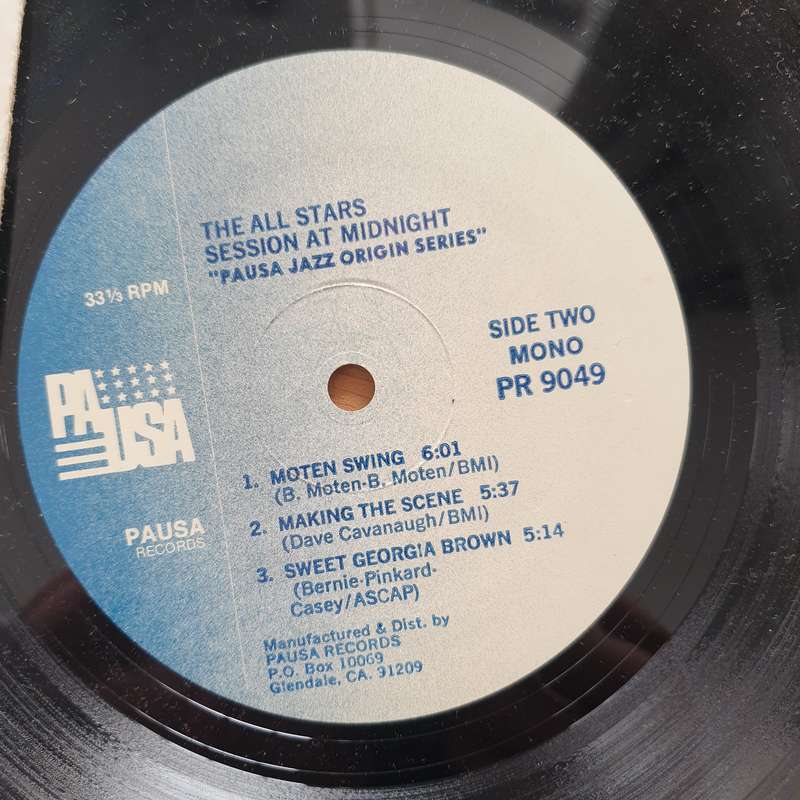 THE ALL STARS
SESSION AT MIDNIGHT
"PAUSA JAZZ ORIGIN SERIES"
33⅓ RPM
SIDE TWO
MONO
PR 9049
PAUSA
PAUSA
RECORDS
1. MOTEN SWING 6:01
(B. Moten-B. Moten/BMI)
2. MAKING THE SCENE 5:37
(Dave Cavanaugh/BMI)
3. SWEET GEORGIA BROWN 5:14
(Bernie-Pinkard-
Casey/ASCAP)
Manufactured & Dist. by
PAUSA RECORDS
P.O. Box 10069
Glendale, CA. 91209